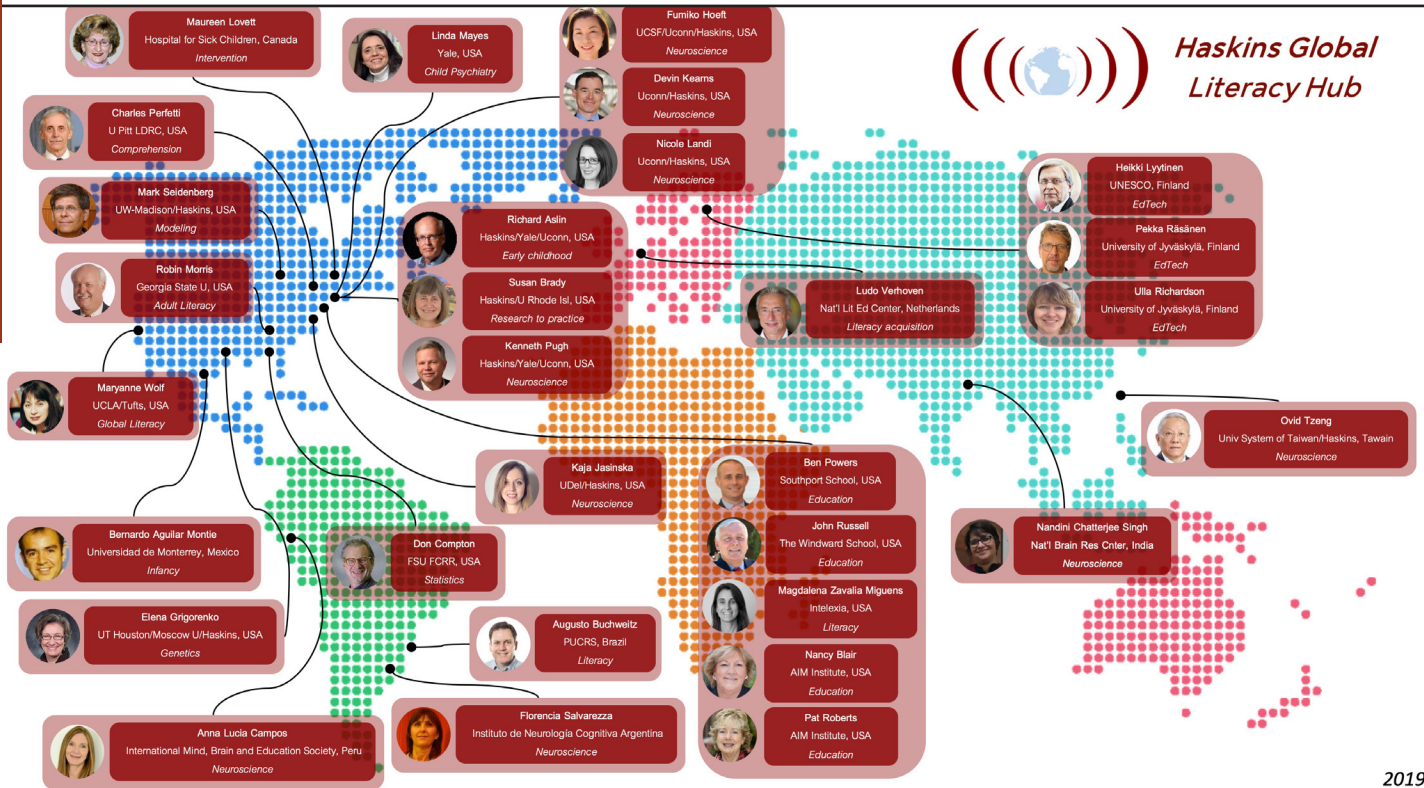 Haskins Global
Literacy Hub
Maureen Lovett
Hospital for Sick Children, Canada
Intervention
Linda Mayes
Yale, USA
Child Psychiatry
Fumiko Hoeft
UCSF/Uconn/Haskins, USA
Neuroscience
Devin Kearns
Uconn/Haskins, USA
Neuroscience
Nicole Landi
Uconn/Haskins, USA
Neuroscience
Charles Perfetti
U Pitt LDRC, USA
Comprehension
Mark Seidenberg
UW-Madison/Haskins, USA
Modeling
Robin Morris
Georgia State U, USA
Adult Literacy
Maryanne Wolf
UCLA/Tufts, USA
Global Literacy
Richard Aslin
Haskins/Yale/Uconn, USA
Early childhood
Susan Brady
Haskins/U Rhode Isl, USA
Research to practice
Kenneth Pugh
Haskins/Yale/Uconn, USA
Neuroscience
Ludo Verhoven
Nat'l Lit Ed Center, Netherlands
Literacy acquisition
Heikki Lyytinen
UNESCO, Finland
EdTech
Pekka Räsänen
University of Jyväskylä, Finland
EdTech
Ulla Richardson
University of Jyväskylä, Finland
EdTech
Ovid Tzeng
Univ System of Taiwan/Haskins, Tawain
Neuroscience
Bernardo Aguilar Montie
Universidad de Monterrey, Mexico
Infancy
Elena Grigorenko
UT Houston/Moscow U/Haskins, USA
Genetics
Anna Lucia Campos
International Mind, Brain and Education Society, Peru
Neuroscience
Kaja Jasinska
UDel/Haskins, USA
Neuroscience
Don Compton
FSU FCRR, USA
Statistics
Augusto Buchweitz
PUCRS, Brazil
Literacy
Florencia Salvarezza
Instituto de Neurología Cognitiva Argentina
Neuroscience
Ben Powers
Southport School, USA
Education
John Russell
The Windward School, USA
Education
Magdalena Zavalia Miguens
Intelexia, USA
Literacy
Nancy Blair
AIM Institute, USA
Education
Pat Roberts
AIM Institute, USA
Education
Nandini Chatterjee Singh
Nat'l Brain Res Cnter, India
Neuroscience
2019